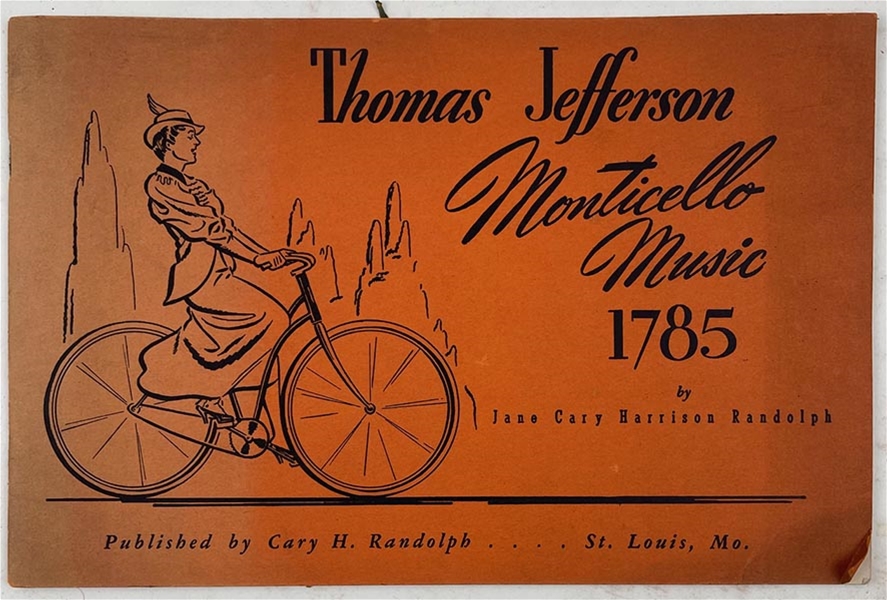 Thomas Jefferson
Monticello
Music
1785
by
Jane Cary Harrison Randolph
Published by Cary H. Randolph . . . . St. Louis, Mo.